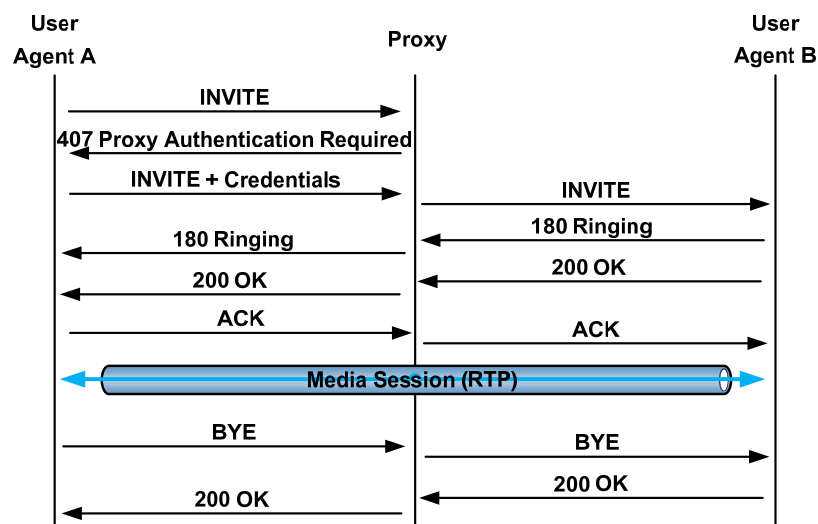 User
Agent A
Proxy
User
Agent B
INVITE
407 Proxy Authentication Required
INVITE + Credentials
INVITE
180 Ringing
180 Ringing
200 OK
200 OK
ACK
ACK
Media Session (RTP)
BYE
BYE
200 OK
200 OK